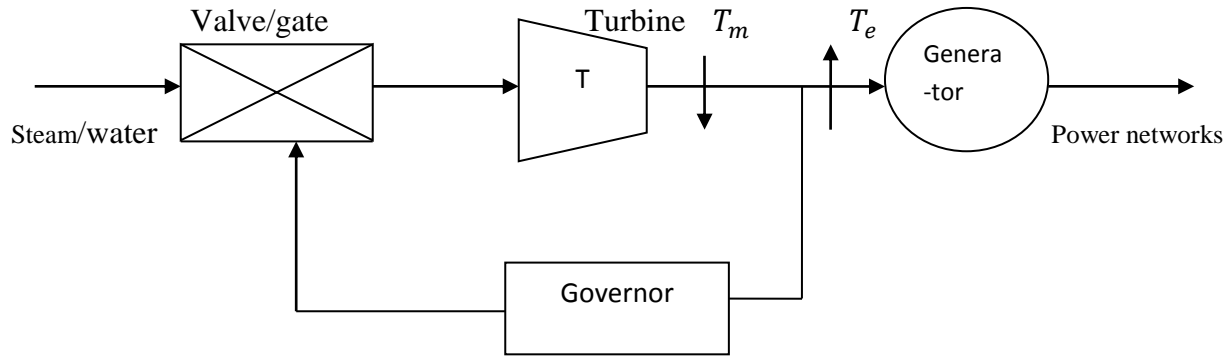 Valve/gate
Turbine
T_m
T_e
Genera
-tor
T
Steam/water
Power networks
Governor